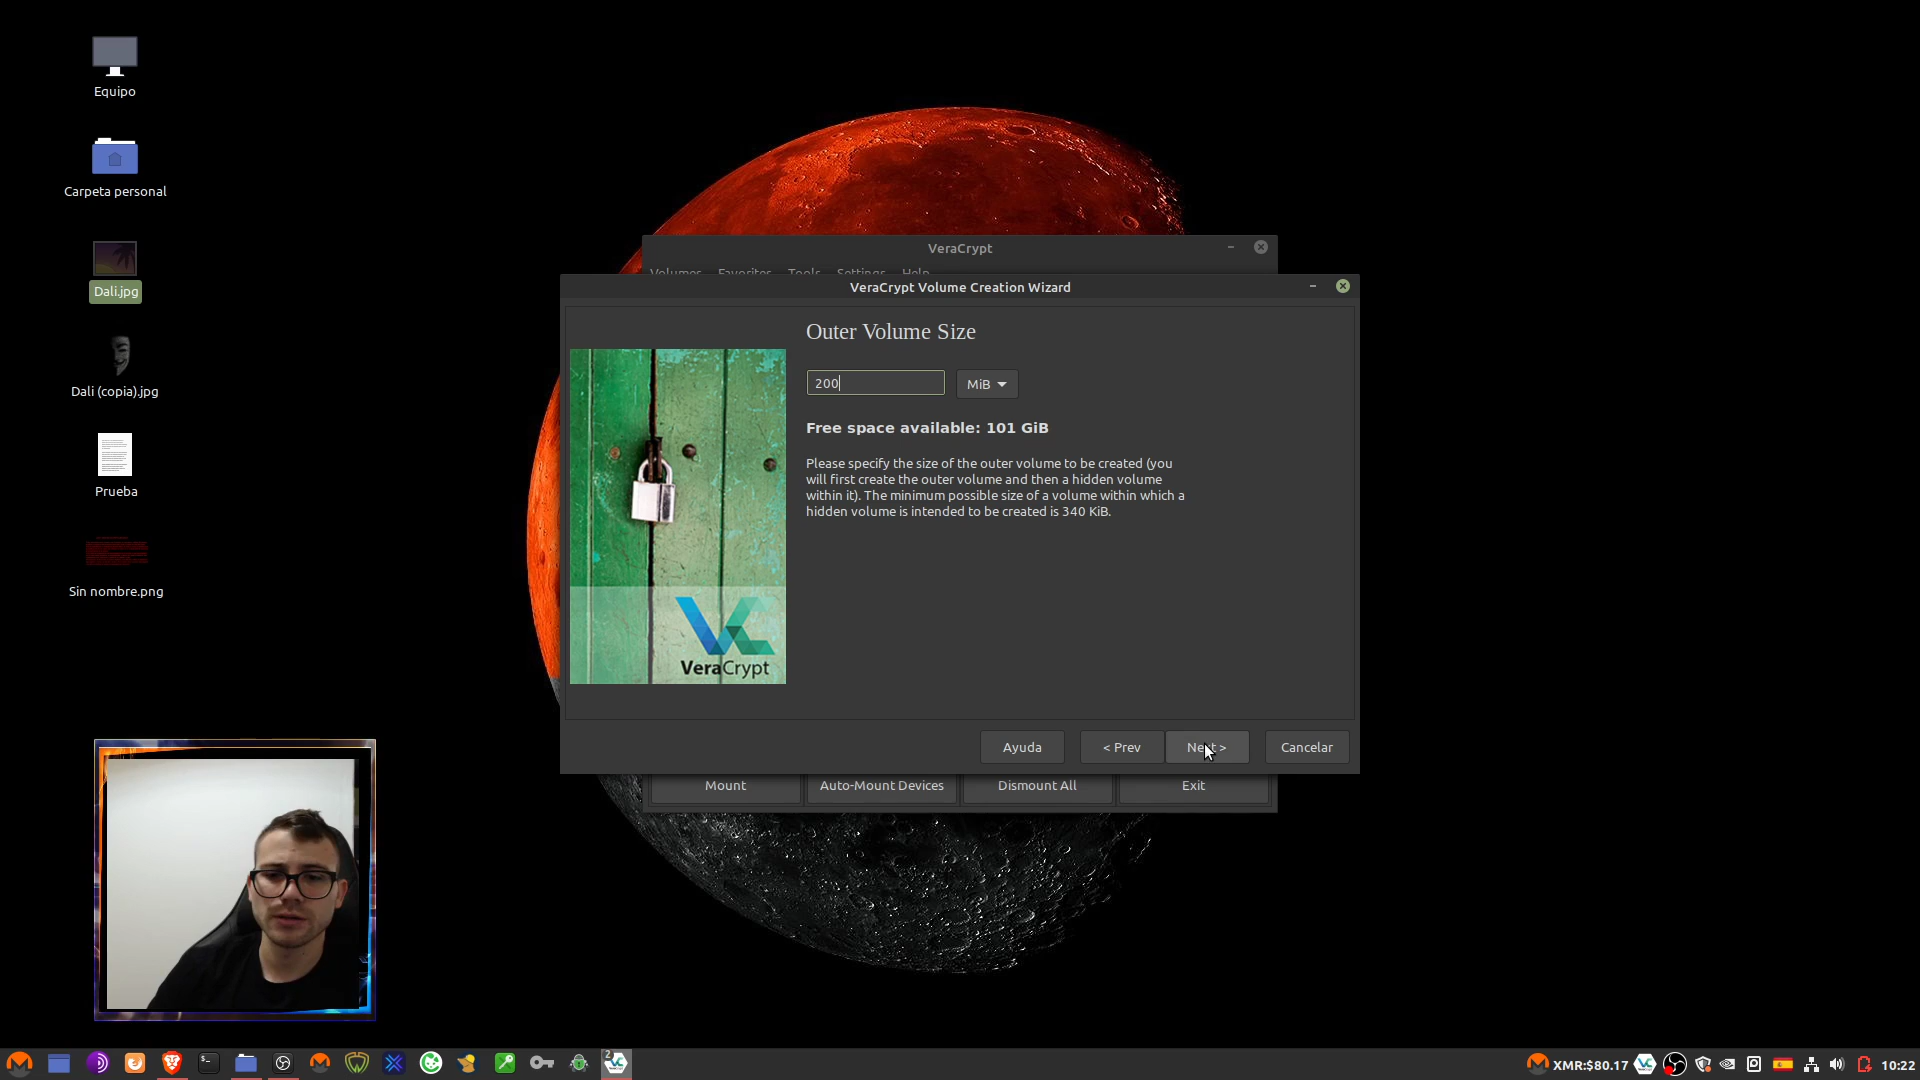 Equipo
Carpeta personal
Dali.jpg
Dali (copia).jpg
Prueba
Sin nombre.png
VeraCrypt
Volumes Favorites Tools Settings Help
VeraCrypt Volume Creation Wizard
Outer Volume Size
200
MiB
Free space available: 101 GiB
Please specify the size of the outer volume to be created (you
will first create the outer volume and then a hidden volume
within it). The minimum possible size of a volume within which a
hidden volume is intended to be created is 340 KiB.
VeraCrypt
Ayuda
< Prev
Next >
Cancelar
Mount
Auto-Mount Devices
Dismount All
Exit
2
XMR:$80.17
10:22